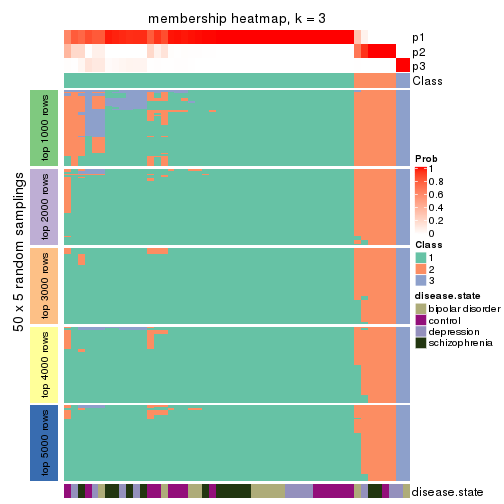 membership heatmap, k = 3
p1
p2
p3
Class
50 x 5 random samplings
top 1000 rows
top 2000 rows
top 3000 rows
top 4000 rows
top 5000 rows
Prob
1
0.8
0.6
0.4
0.2
0
Class
1
2
3
disease.state
bipolar disorder
control
depression
schizophrenia
disease.state